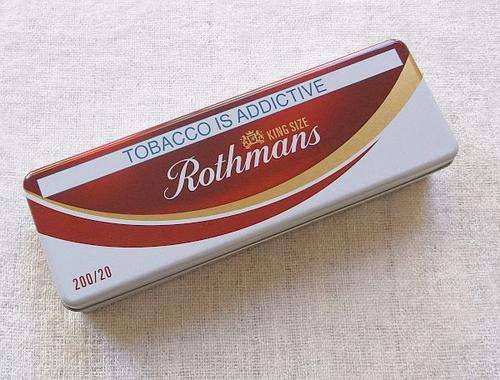 TOBACCO IS ADDICTIVE
KING SIZE
Rothmans
200/20